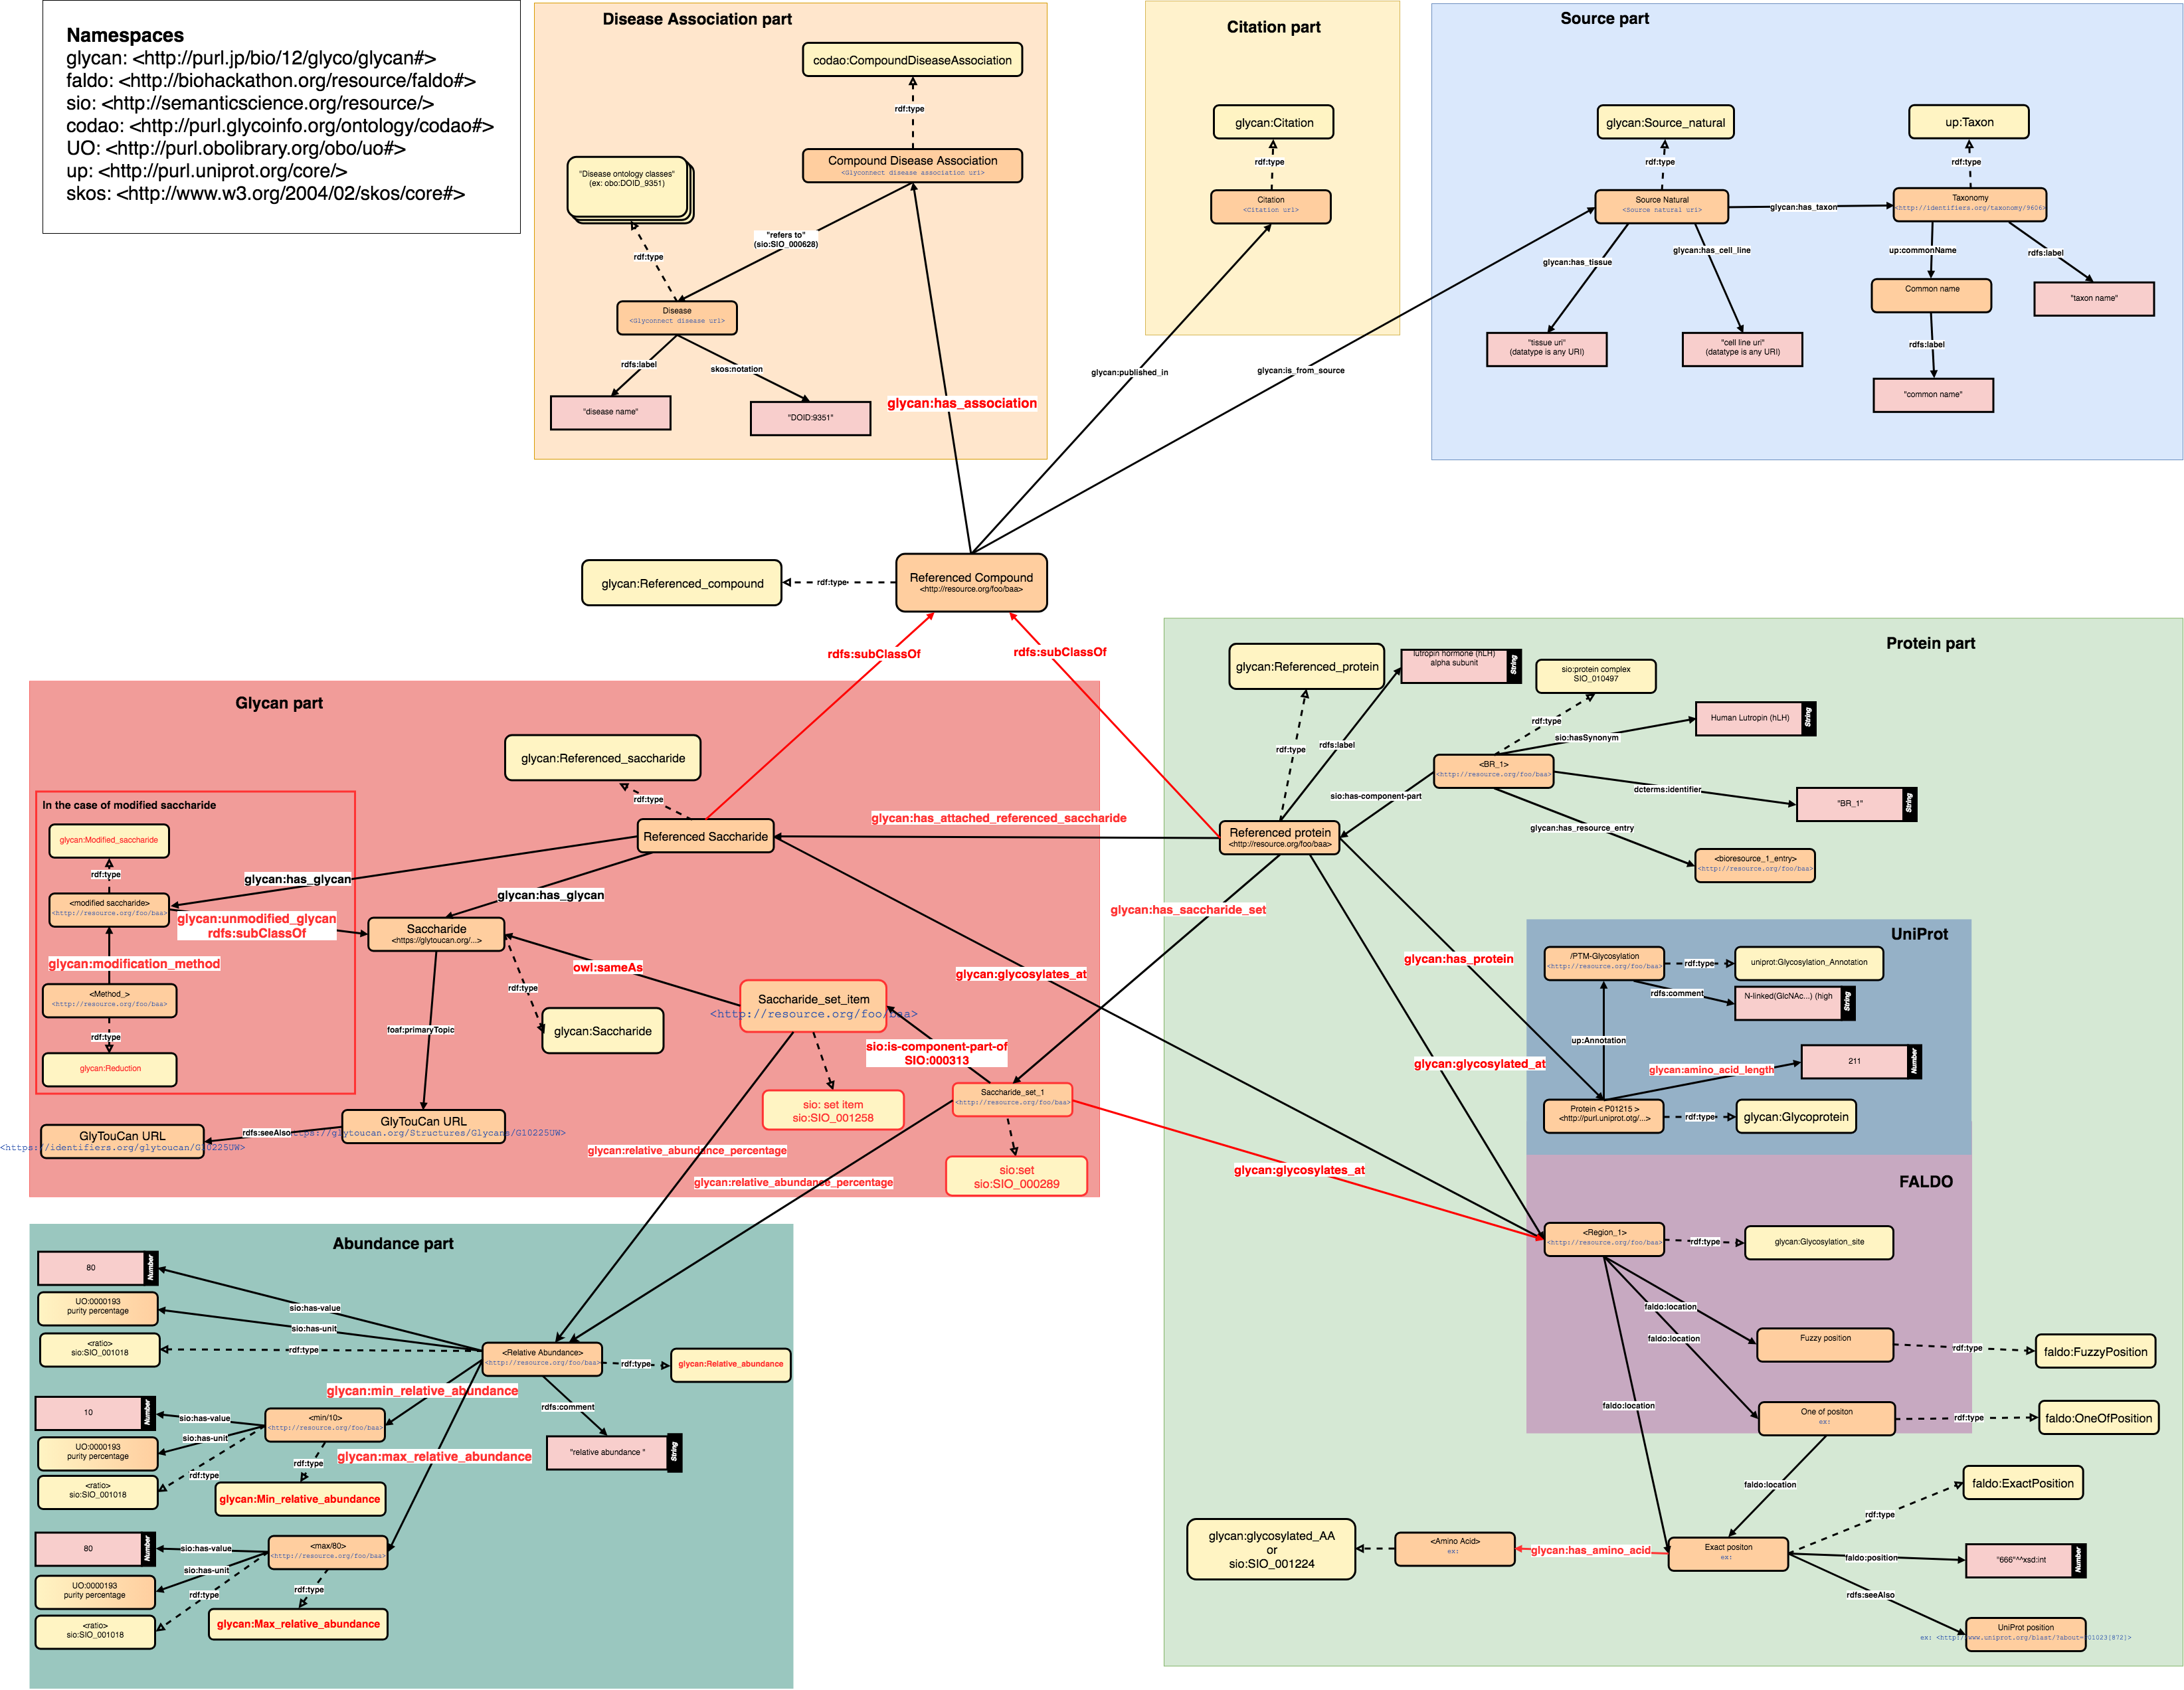 Namespaces
glycan: <http://purl.jp/bio/12/glyco/glycan#>
faldo: <http://biohackathon.org/resource/faldo#>
sio: <http://semanticscience.org/resource/>
codao: <http://purl.glycoinfo.org/ontology/codao#>
UO: <http://purl.obolibrary.org/obo/uo#>
up: <http://purl.uniprot.org/core/>
skos: <http://www.w3.org/2004/02/skos/core#>
Disease Association part
codao:CompoundDiseaseAssociation
rdf:type
Compound Disease Association
<Glyconnect disease association uri>
"Disease ontology classes"
(ex: obo:DOID_9351)
"refers to"
(sio:SIO_000628)
rdf:type
Disease
<Glyconnect disease uri>
rdfs:label
skos:notation
"disease name"
"DOID:9351"
glycan:has_association
Citation part
glycan:Citation
rdf:type
Citation
<Citation url>
glycan:published_in
glycan:is_from_source
Source part
glycan:Source_natural
up:Taxon
rdf:type
rdf:type
Source Natural
<Source natural uri>
glycan:has_taxon
Taxonomy
<http://identifiers.org/taxonomy/9606>
glycan:has_tissue
glycan:has_cell_line
up:commonName
rdfs:label
Common name
"taxon name"
"tissue uri"
(datatype is any URI)
"cell line uri"
(datatype is any URI)
rdfs:label
"common name"
glycan:Referenced_compound
rdf:type
Referenced Compound
<http://resource.org/foo/baa>
rdfs:subClassOf
rdfs:subClassOf
Glycan part
glycan:Referenced_saccharide
rdf:type
Referenced Saccharide
glycan:has_attached_referenced_saccharide
In the case of modified saccharide
glycan:Modified_saccharide
rdf:type
<modified saccharide>
<http://resource.org/foo/baa>
glycan:has_glycan
glycan:has_glycan
glycan:unmodified_glycan
rdfs:subClassOf
glycan:modification_method
<Method_>
<http://resource.org/foo/baa>
rdf:type
glycan:Reduction
Saccharide
<https://glytoucan.org/...>
owl:sameAs
rdf:type
glycan:Saccharide
foaf:primaryTopic
Saccharide_set_item
<http://resource.org/foo/baa>
sio:is-component-part-of
SIO:000313
sio: set item
sio:SIO_001258
Saccharide_set_1
<http://resource.org/foo/baa>
sio:set
sio:SIO_000289
GlyTouCan URL
<https://glytoucan.org/Structures/Glycans/G10225UW>
rdfs:seeAlso
GlyTouCan URL
<https://identifiers.org/glytoucan/G10225UW>
glycan:relative_abundance_percentage
glycan:relative_abundance_percentage
glycan:has_saccharide_set
glycan:glycosylates_at
glycan:glycosylates_at
Abundance part
80
Number
UO:0000193
purity percentage
<ratio>
sio:SIO_001018
sio:has-value
sio:has-unit
rdf:type
<Relative Abundance>
<http://resource.org/foo/baa>
rdf:type
glycan:Relative_abundance
glycan:min_relative_abundance
rdfs:comment
"relative abundance "
String
10
Number
UO:0000193
purity percentage
<ratio>
sio:SIO_001018
sio:has-value
sio:has-unit
rdf:type
<min/10>
<http://resource.org/foo/baa>
rdf:type
glycan:Min_relative_abundance
glycan:max_relative_abundance
80
Number
UO:0000193
purity percentage
<ratio>
sio:SIO_001018
sio:has-value
sio:has-unit
rdf:type
<max/80>
<http://resource.org/foo/baa>
rdf:type
glycan:Max_relative_abundance
Protein part
glycan:Referenced_protein
lutropin hormone (hLH)
alpha subunit
String
sio:protein complex
SIO_010497
rdf:type
rdfs:label
rdf:type
Human Lutropin (hLH)
String
sio:hasSynonym
<BR_1>
<http://resource.org/foo/baa>
sio:has-component-part
dcterms:identifier
"BR_1"
String
glycan:has_resource_entry
<bioresource_1_entry>
<http://resource.org/foo/baa>
Referenced protein
<http://resource.org/foo/baa>
glycan:has_protein
glycan:glycosylated_at
UniProt
/PTM-Glycosylation
<http://resource.org/foo/baa>
rdf:type
uniprot:Glycosylation_Annotation
rdfs:comment
N-linked(GlcNAc...) (high
String
up:Annotation
glycan:amino_acid_length
211
Number
Protein < P01215 >
<http://purl.uniprot.otg/...>
rdf:type
glycan:Glycoprotein
FALDO
<Region_1>
<http://resource.org/foo/baa>
rdf:type
glycan:Glycosylation_site
faldo:location
faldo:location
faldo:location
Fuzzy position
rdf:type
faldo:FuzzyPosition
One of positon
ex:
rdf:type
faldo:OneOfPosition
faldo:location
faldo:ExactPosition
rdf:type
glycan:glycosylated_AA
or
sio:SIO_001224
<Amino Acid>
ex:
glycan:has_amino_acid
Exact positon
ex:
faldo:position
"666"^^xsd:int
Number
rdfs:seeAlso
UniProt position
ex: <http://www.uniprot.org/blast/?about=P01023[872]>